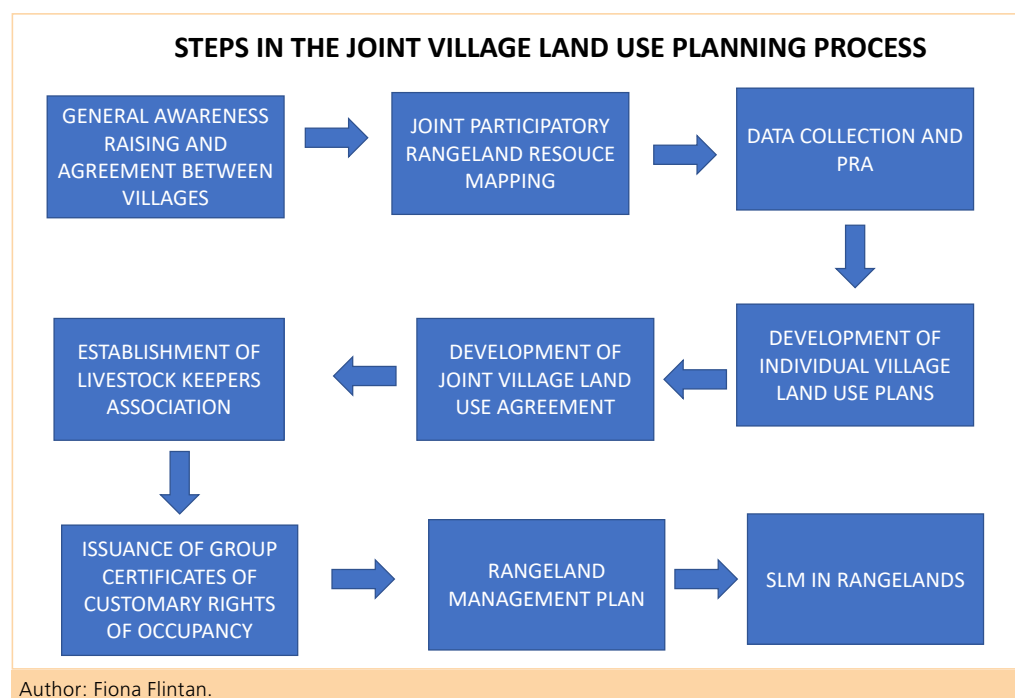 STEPS IN THE JOINT VILLAGE LAND USE PLANNING PROCESS
GENERAL AWARENESS
RAISING AND
AGREEMENT BETWEEN
VILLAGES
JOINT PARTICIPATORY
RANGELAND RESOUCE
MAPPING
DATA COLLECTION AND
PRA
DEVELOPMENT OF
INDIVIDUAL VILLAGE
LAND USE PLANS
DEVELOPMENT OF
JOINT VILLAGE LAND
USE AGREEMENT
ESTABLISHMENT OF
LIVESTOCK KEEPERS
ASSOCIATION
ISSUANCE OF GROUP
CERTIFICATES OF
CUSTOMARY RIGHTS
OF OCCUPANCY
RANGELAND
MANAGEMENT PLAN
SLM IN RANGELANDS
Author: Fiona Flintan.